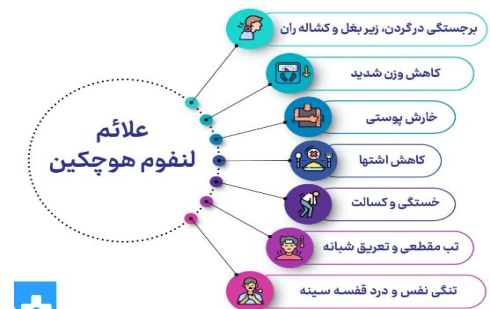 علائم
لنفوم هوچکین
برجستگی در گردن، زیر بغل و کشاله ران
کاهش وزن شدید
خارش پوستی
کاهش اشتها
خستگی و کسالت
تب مقطعی و تعریق شبانه
تنگی نفس و درد قفسه سینه